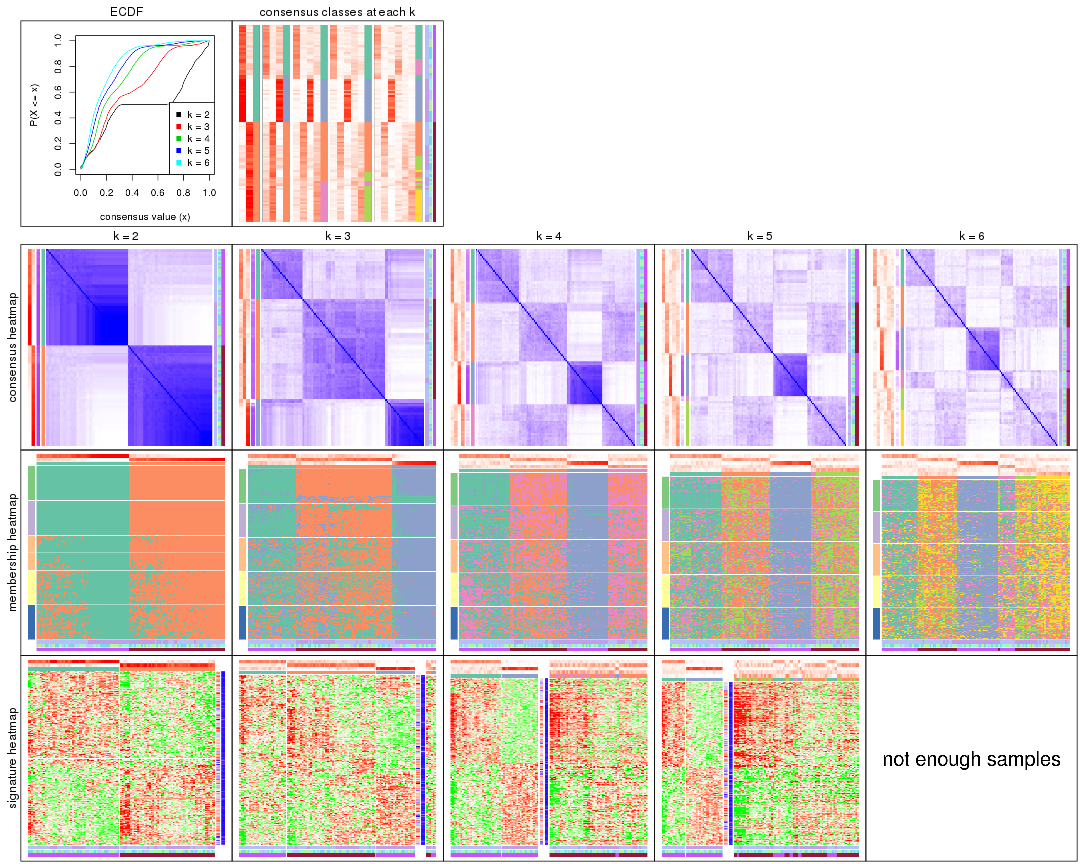 ECDF
consensus classes at each k
P(X <= x)
0.0 0.2 0.4 0.6 0.8 1.0
k = 2
k = 3
k = 4
k = 5
k = 6
0.0 0.2 0.4 0.6 0.8 1.0
consensus value (x)
k = 2 k = 3 k = 4 k = 5 k = 6
consensus heatmap
membership heatmap
signature heatmap
not enough samples